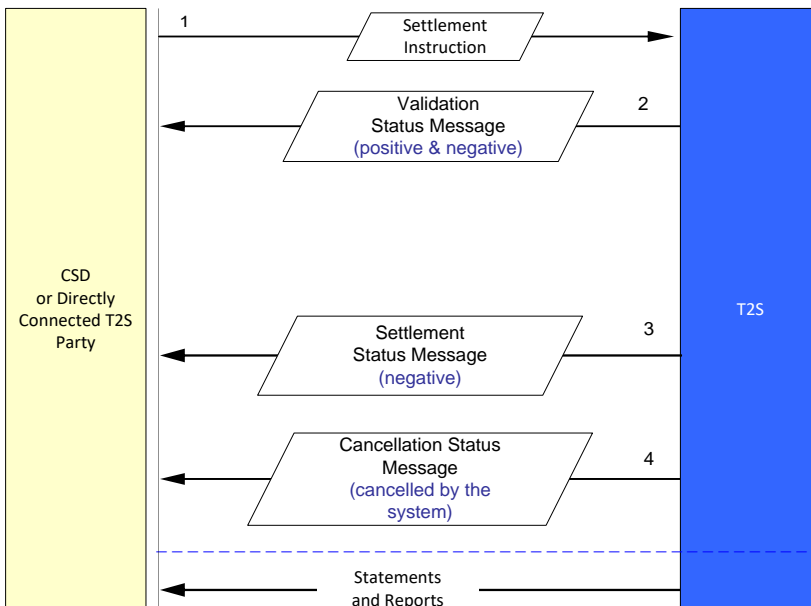 1
Settlement
Instruction
Validation
Status Message
(positive & negative)
2
CSD
or Directly
Connected T2S
Party
T2S
Settlement
Status Message
(negative)
3
Cancellation Status
Message
(cancelled by the
system)
4
Statements
and Reports